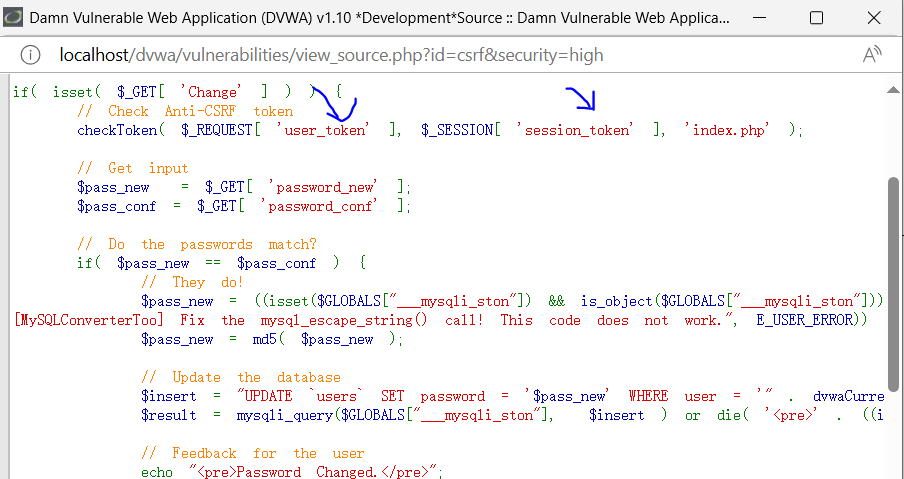 Damn Vulnerable Web Application (DVWA) v1.10 *Development*Source :: Damn Vulnerable Web Applica...
localhost/dvwa/vulnerabilities/view_source.php?id=csrf&security=high
if( isset( $_GET[ 'Change' ] ) ) {
// Check Anti-CSRF token
checkToken( $_REQUEST[ 'user_token' ], $_SESSION[ 'session_token' ], 'index.php' );
// Get input
$pass_new = $_GET[ 'password_new' ];
$pass_conf = $_GET[ 'password_conf' ];
// Do the passwords match?
if( $pass_new == $pass_conf ) {
// They do!
$pass_new = ((isset($GLOBALS["___mysqli_ston"]) && is_object($GLOBALS["___mysqli_ston"]))
[MySQLConverterToo] Fix the mysql_escape_string() call! This code does not work.", E_USER_ERROR))
$pass_new = md5( $pass_new );
// Update the database
$insert = "UPDATE `users` SET password = '$pass_new' WHERE user = '" . dvwaCurre
$result = mysqli_query($GLOBALS["___mysqli_ston"], $insert ) or die( '<pre>' . ((i
// Feedback for the user
echo "<pre>Password Changed.</pre>";